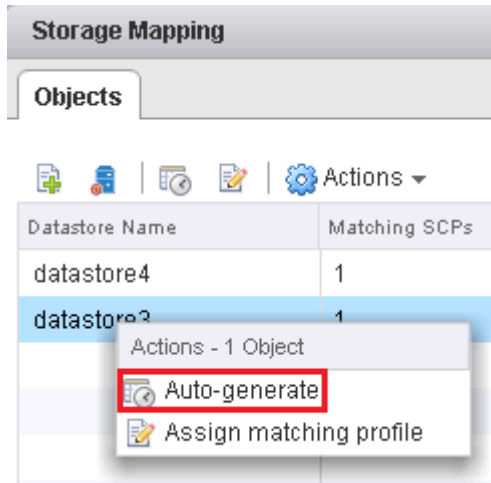 Storage Mapping
Objects
Actions
Datastore Name Matching SCPs
datastore4 1
datastore3 1
Actions - 1 Object
Auto-generate
Assign matching profile